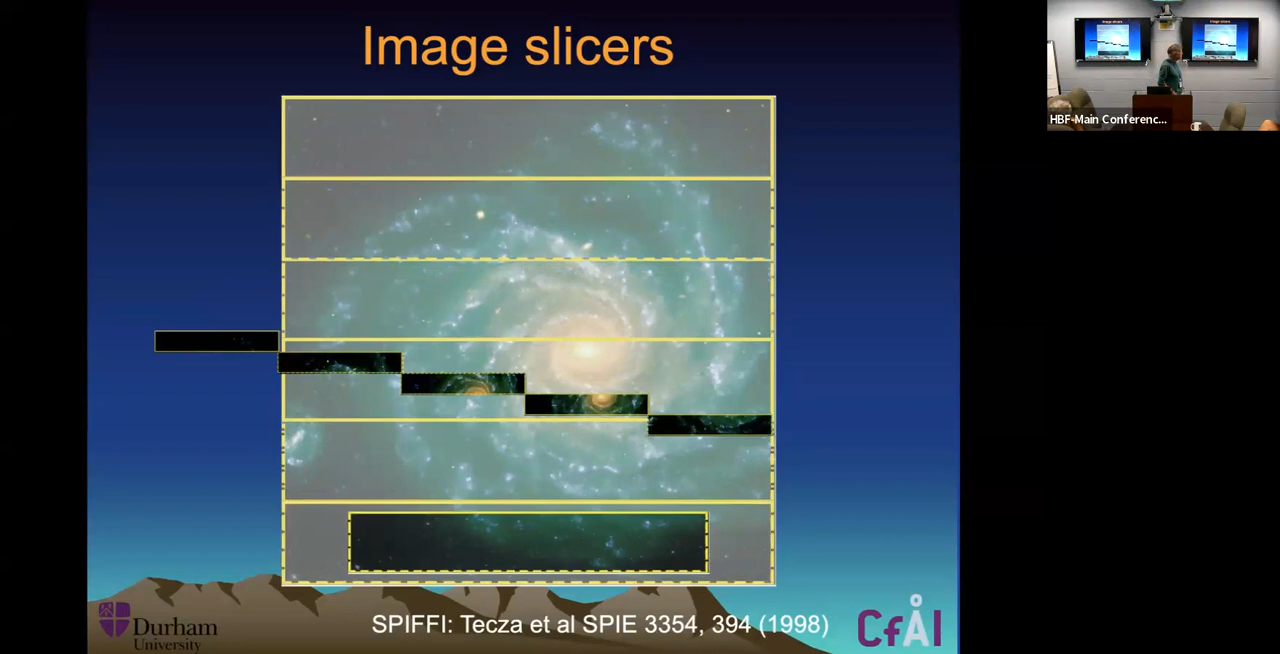 Image slicers
HBF-Main Conferenc...
SPIFFI: Tecza et al SPIE 3354, 394 (1998)
Durham
University
CfAI